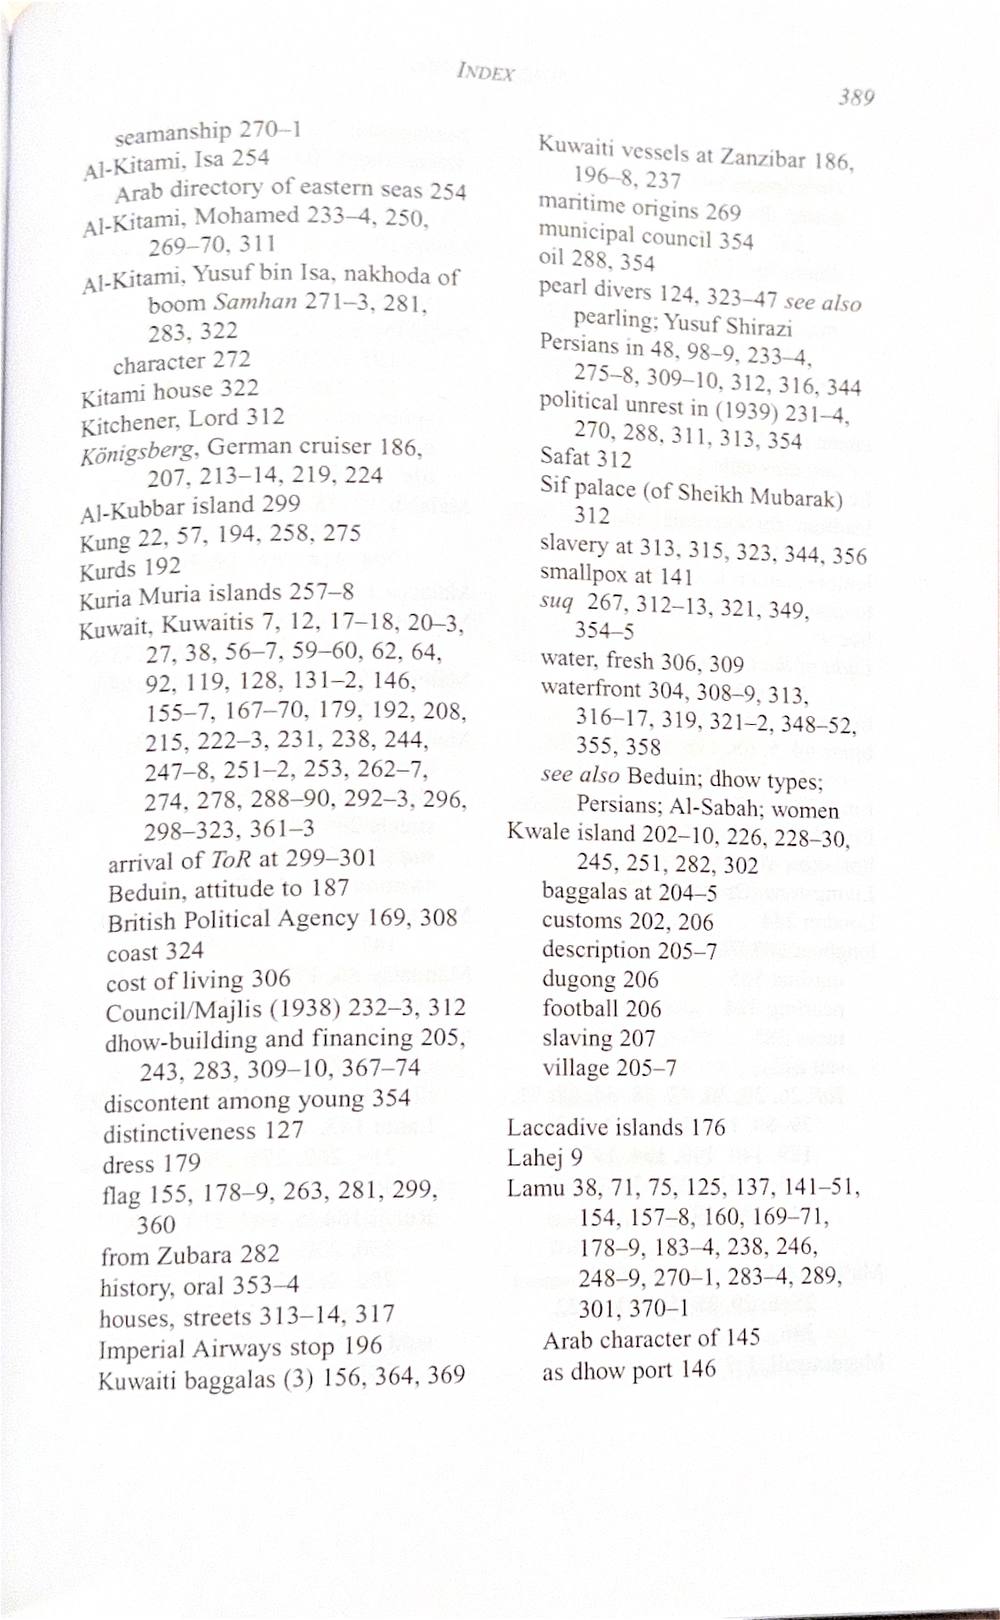 INDEX
389
seamanship 270–1
Al-Kitami, Isa 254
Arab directory of eastern seas 254
Al-Kitami, Mohamed 233–4, 250,
269–70, 311
Al-Kitami, Yusuf bin Isa, nakhoda of
boom Samhan 271–3, 281,
283, 322
character 272
Kitami house 322
Kitchener, Lord 312
Königsberg, German cruiser 186,
207, 213–14, 219, 224
Al-Kubbar island 299
Kung 22, 57, 194, 258, 275
Kurds 192
Kuria Muria islands 257–8
Kuwait, Kuwaitis 7, 12, 17–18, 20–3,
27, 38, 56–7, 59–60, 62, 64,
92, 119, 128, 131–2, 146,
155–7, 167–70, 179, 192, 208,
215, 222–3, 231, 238, 244,
247–8, 251–2, 253, 262–7,
274, 278, 288–90, 292–3, 296,
298–323, 361–3
arrival of ToR at 299–301
Beduin, attitude to 187
British Political Agency 169, 308
coast 324
cost of living 306
Council/Majlis (1938) 232–3, 312
dhow-building and financing 205,
243, 283, 309–10, 367–74
discontent among young 354
distinctiveness 127
dress 179
flag 155, 178–9, 263, 281, 299,
360
from Zubara 282
history, oral 353–4
houses, streets 313–14, 317
Imperial Airways stop 196
Kuwaiti baggalas (3) 156, 364, 369
Kuwaiti vessels at Zanzibar 186,
196–8, 237
maritime origins 269
municipal council 354
oil 288, 354
pearl divers 124, 323–47 see also
pearling; Yusuf Shirazi
Persians in 48, 98–9, 233–4,
275–8, 309–10, 312, 316, 344
political unrest in (1939) 231–4,
270, 288, 311, 313, 354
Safat 312
Sif palace (of Sheikh Mubarak)
312
slavery at 313, 315, 323, 344, 356
smallpox at 141
suq 267, 312–13, 321, 349,
354–5
water, fresh 306, 309
waterfront 304, 308–9, 313,
316–17, 319, 321–2, 348–52,
355, 358
see also Beduin; dhow types;
Persians; Al-Sabah; women
Kwale island 202–10, 226, 228–30,
245, 251, 282, 302
baggalas at 204–5
customs 202, 206
description 205–7
dugong 206
football 206
slaving 207
village 205–7
Laccadive islands 176
Lahej 9
Lamu 38, 71, 75, 125, 137, 141–51,
154, 157–8, 160, 169–71,
178–9, 183–4, 238, 246,
248–9, 270–1, 283–4, 289,
301, 370–1
Arab character of 145
as dhow port 146